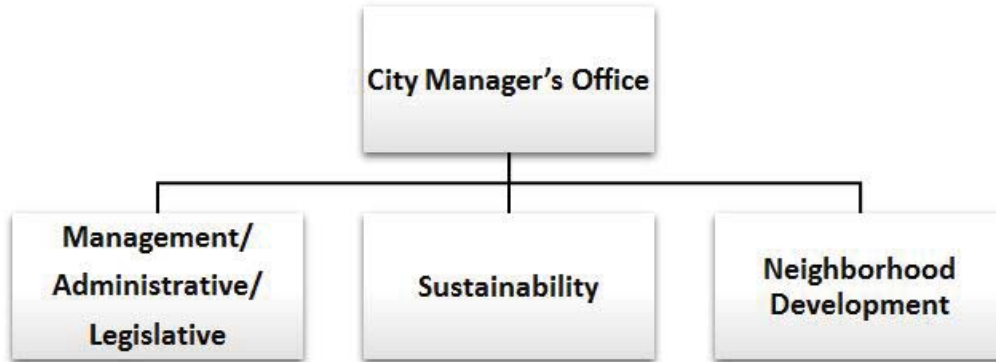 City Manager’s Office
Management/
Administrative/
Legislative
Sustainability
Neighborhood
Development